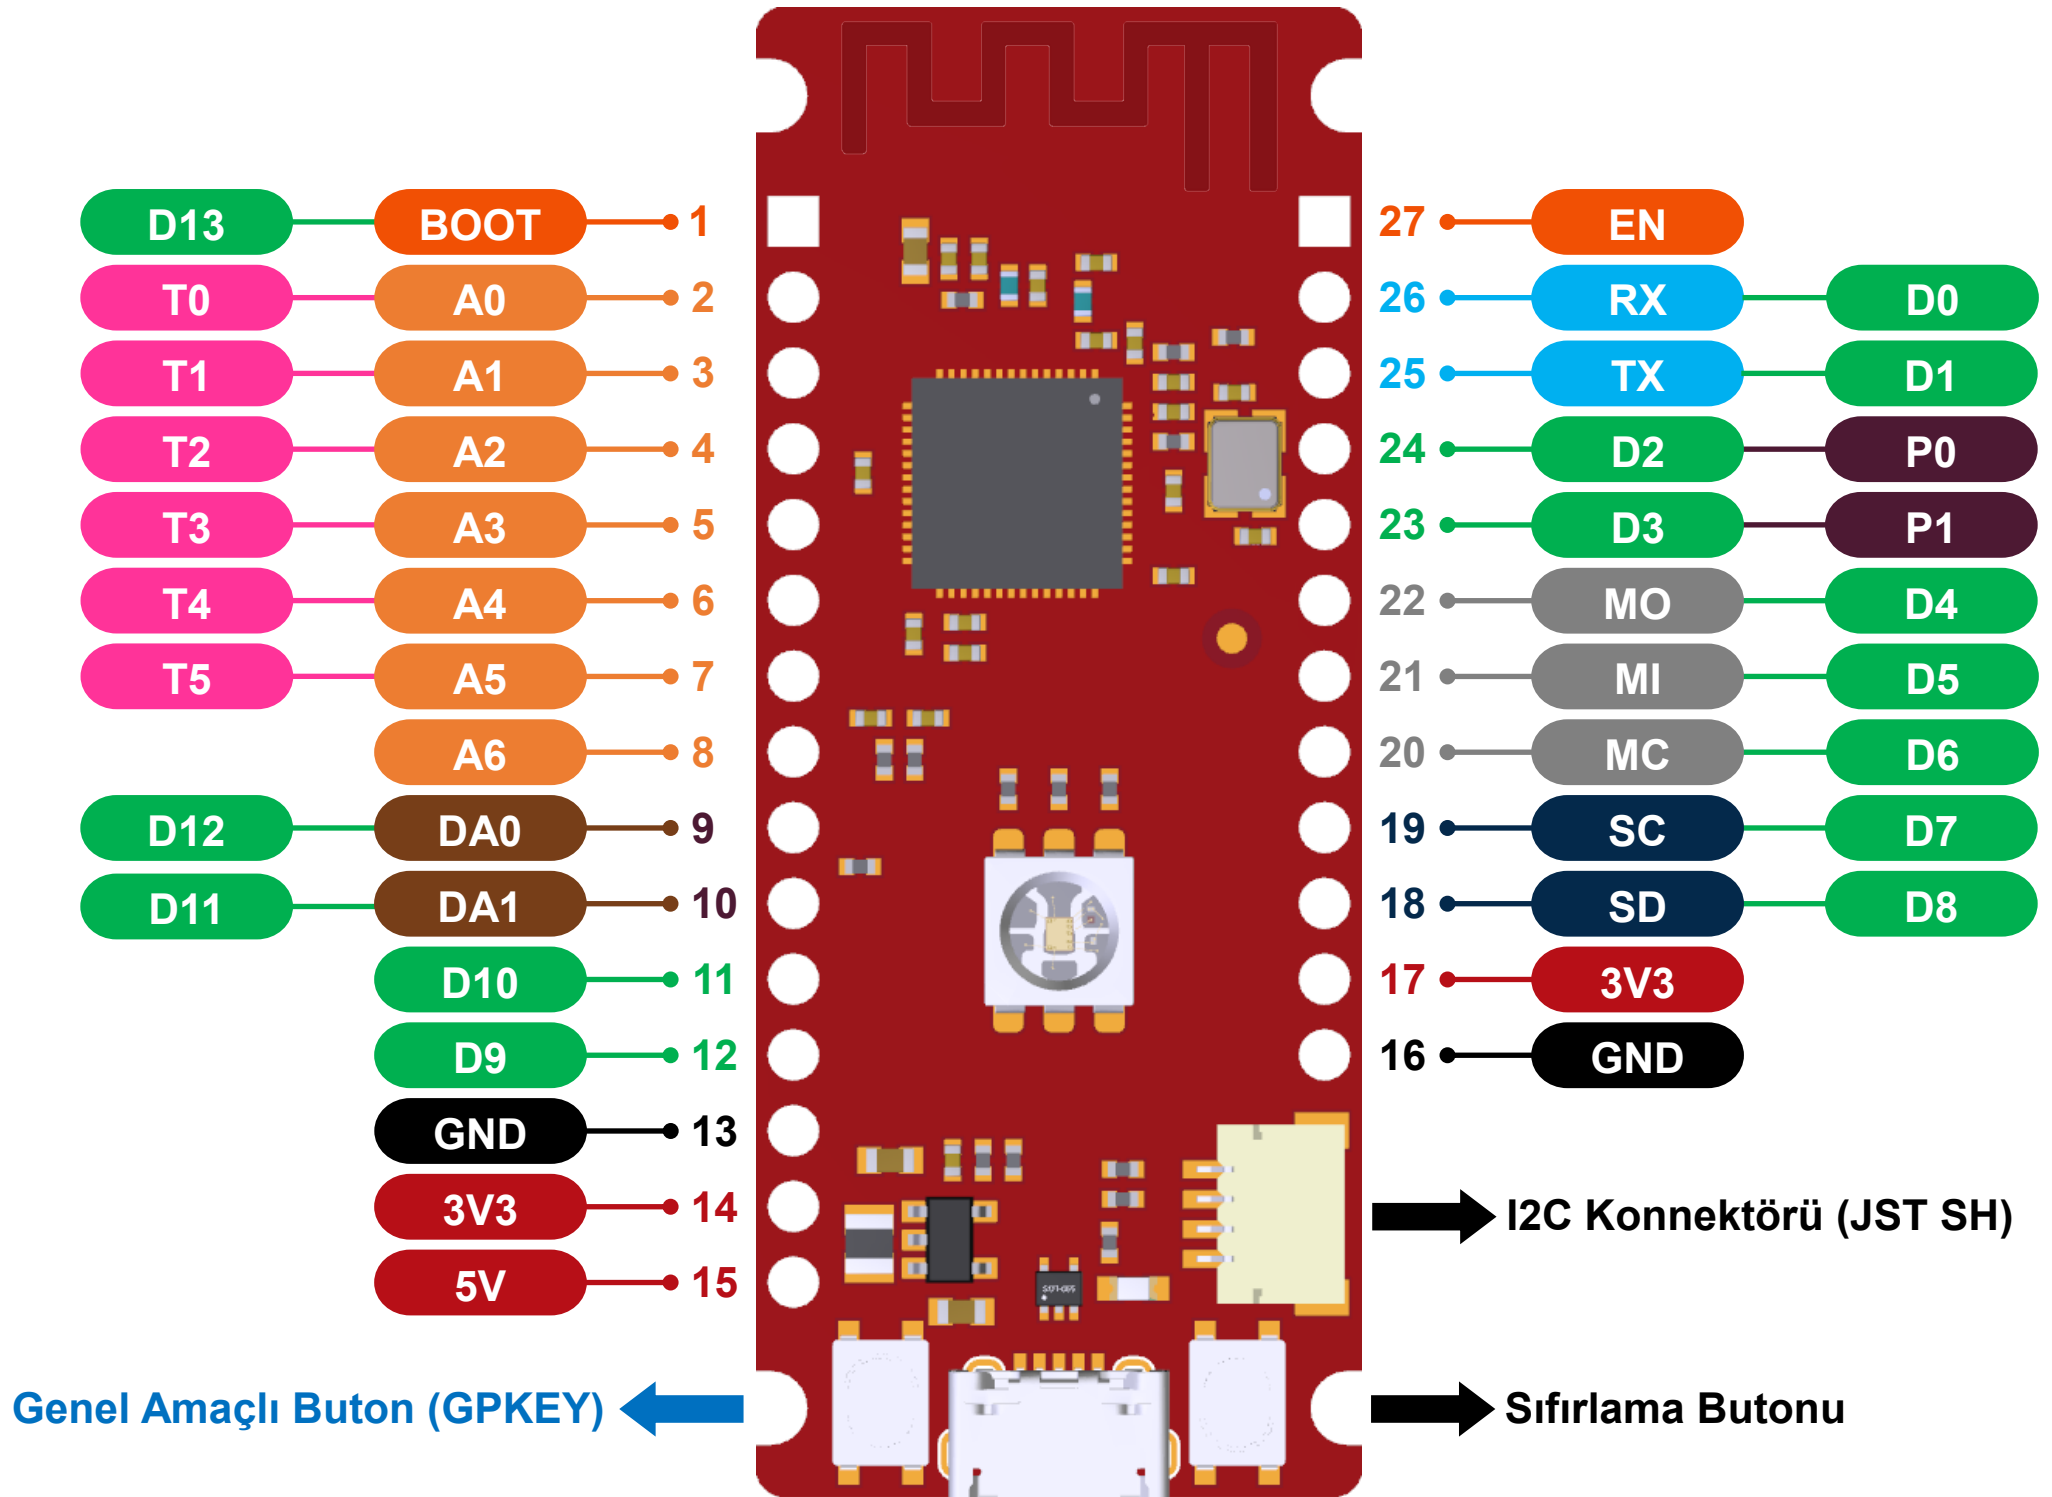 D13 BOOT 1
T0 A0 2
T1 A1 3
T2 A2 4
T3 A3 5
T4 A4 6
T5 A5 7
A6 8
D12 DA0 9
D11 DA1 10
D10 11
D9 12
GND 13
3V3 14
5V 15
Genel Amaçlı Buton (GPKEY)
27 EN
26 RX D0
25 TX D1
24 D2 P0
23 D3 P1
22 MO D4
21 MI D5
20 MC D6
19 SC D7
18 SD D8
17 3V3
16 GND
I2C Konnektörü (JST SH)
Sıfırlama Butonu